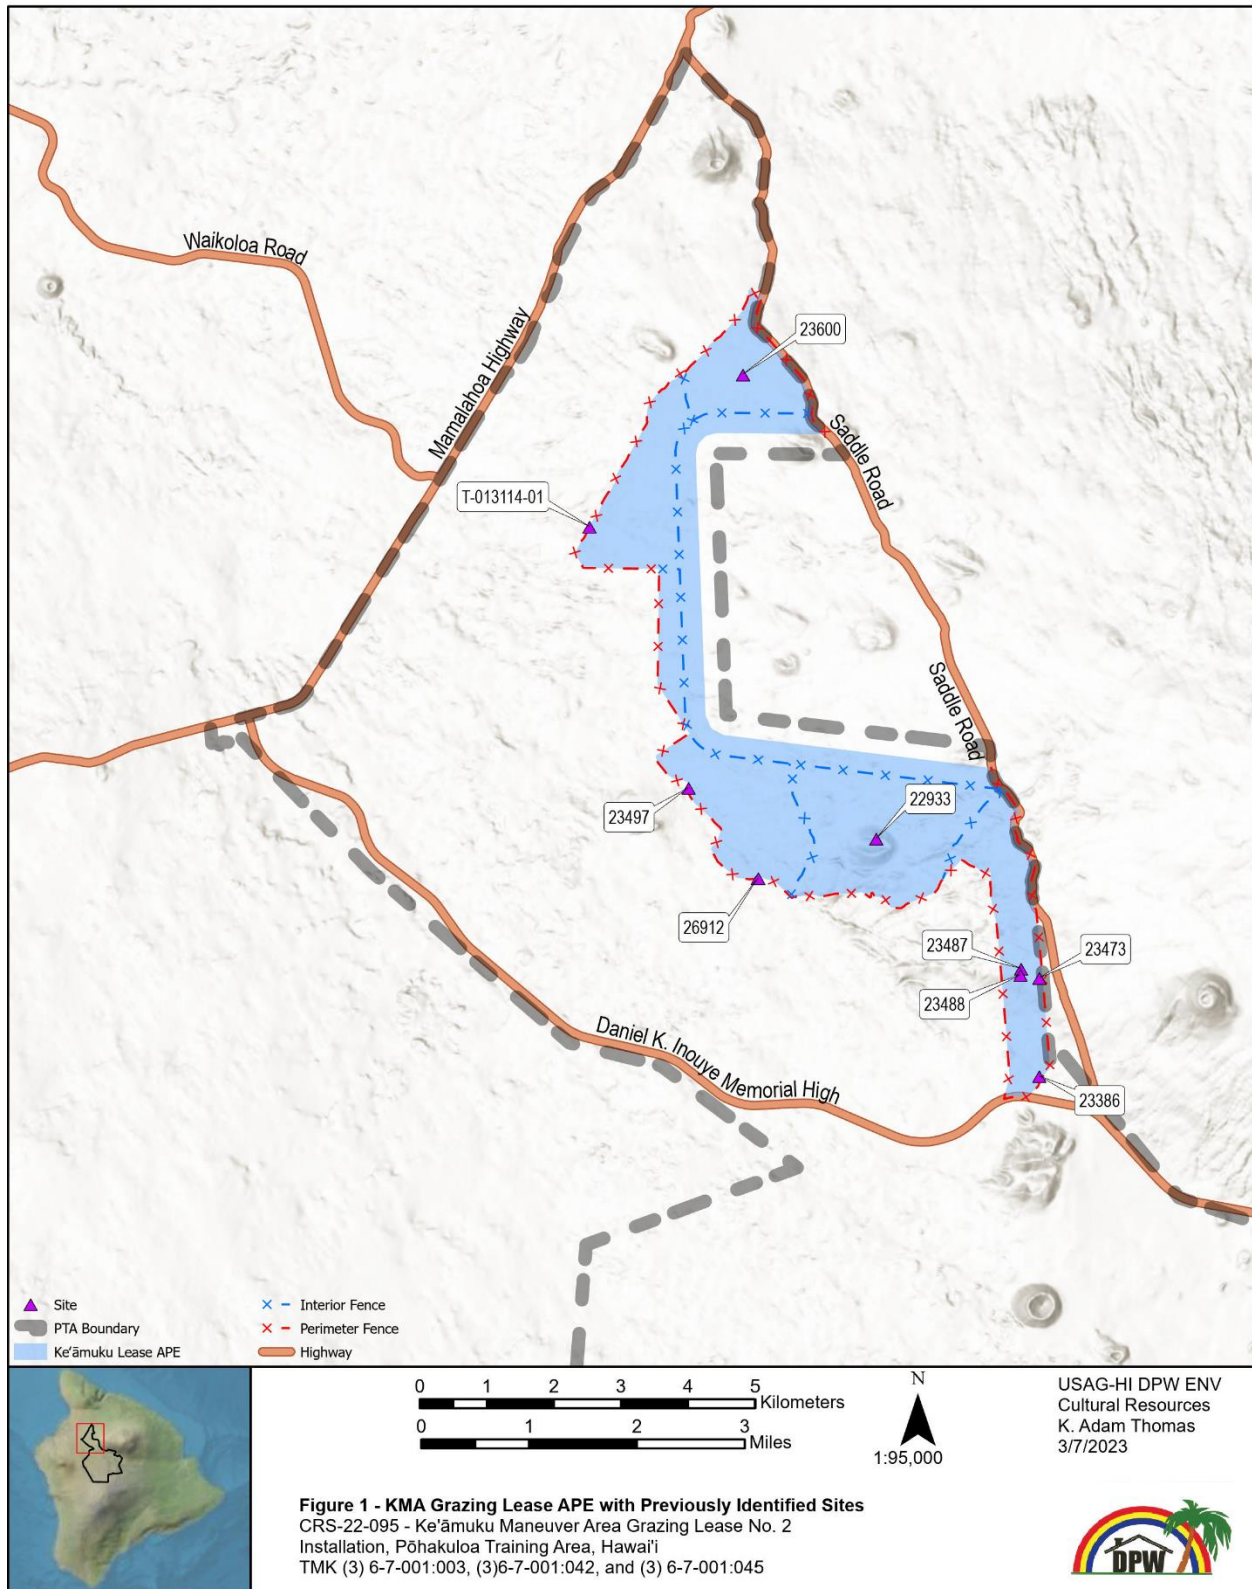 Waikoloa Road
Mamalahoa Highway
23600
Saddle Road
T-013114-01
Saddle Road
22933
23497
26912
23487
23473
23488
Daniel K. Inouye Memorial High
23386
Site
PTA Boundary
Keʻāmuku Lease APE
Interior Fence
Perimeter Fence
Highway
0 1 2 3 4 5
Kilometers
0 1 2 3
Miles
N
1:95,000
USAG-HI DPW ENV
Cultural Resources
K. Adam Thomas
3/7/2023
Figure 1 - KMA Grazing Lease APE with Previously Identified Sites
CRS-22-095 - Ke'āmuku Maneuver Area Grazing Lease No. 2
Installation, Pōhakuloa Training Area, Hawai'i
TMK (3) 6-7-001:003, (3)6-7-001:042, and (3) 6-7-001:045
DPW